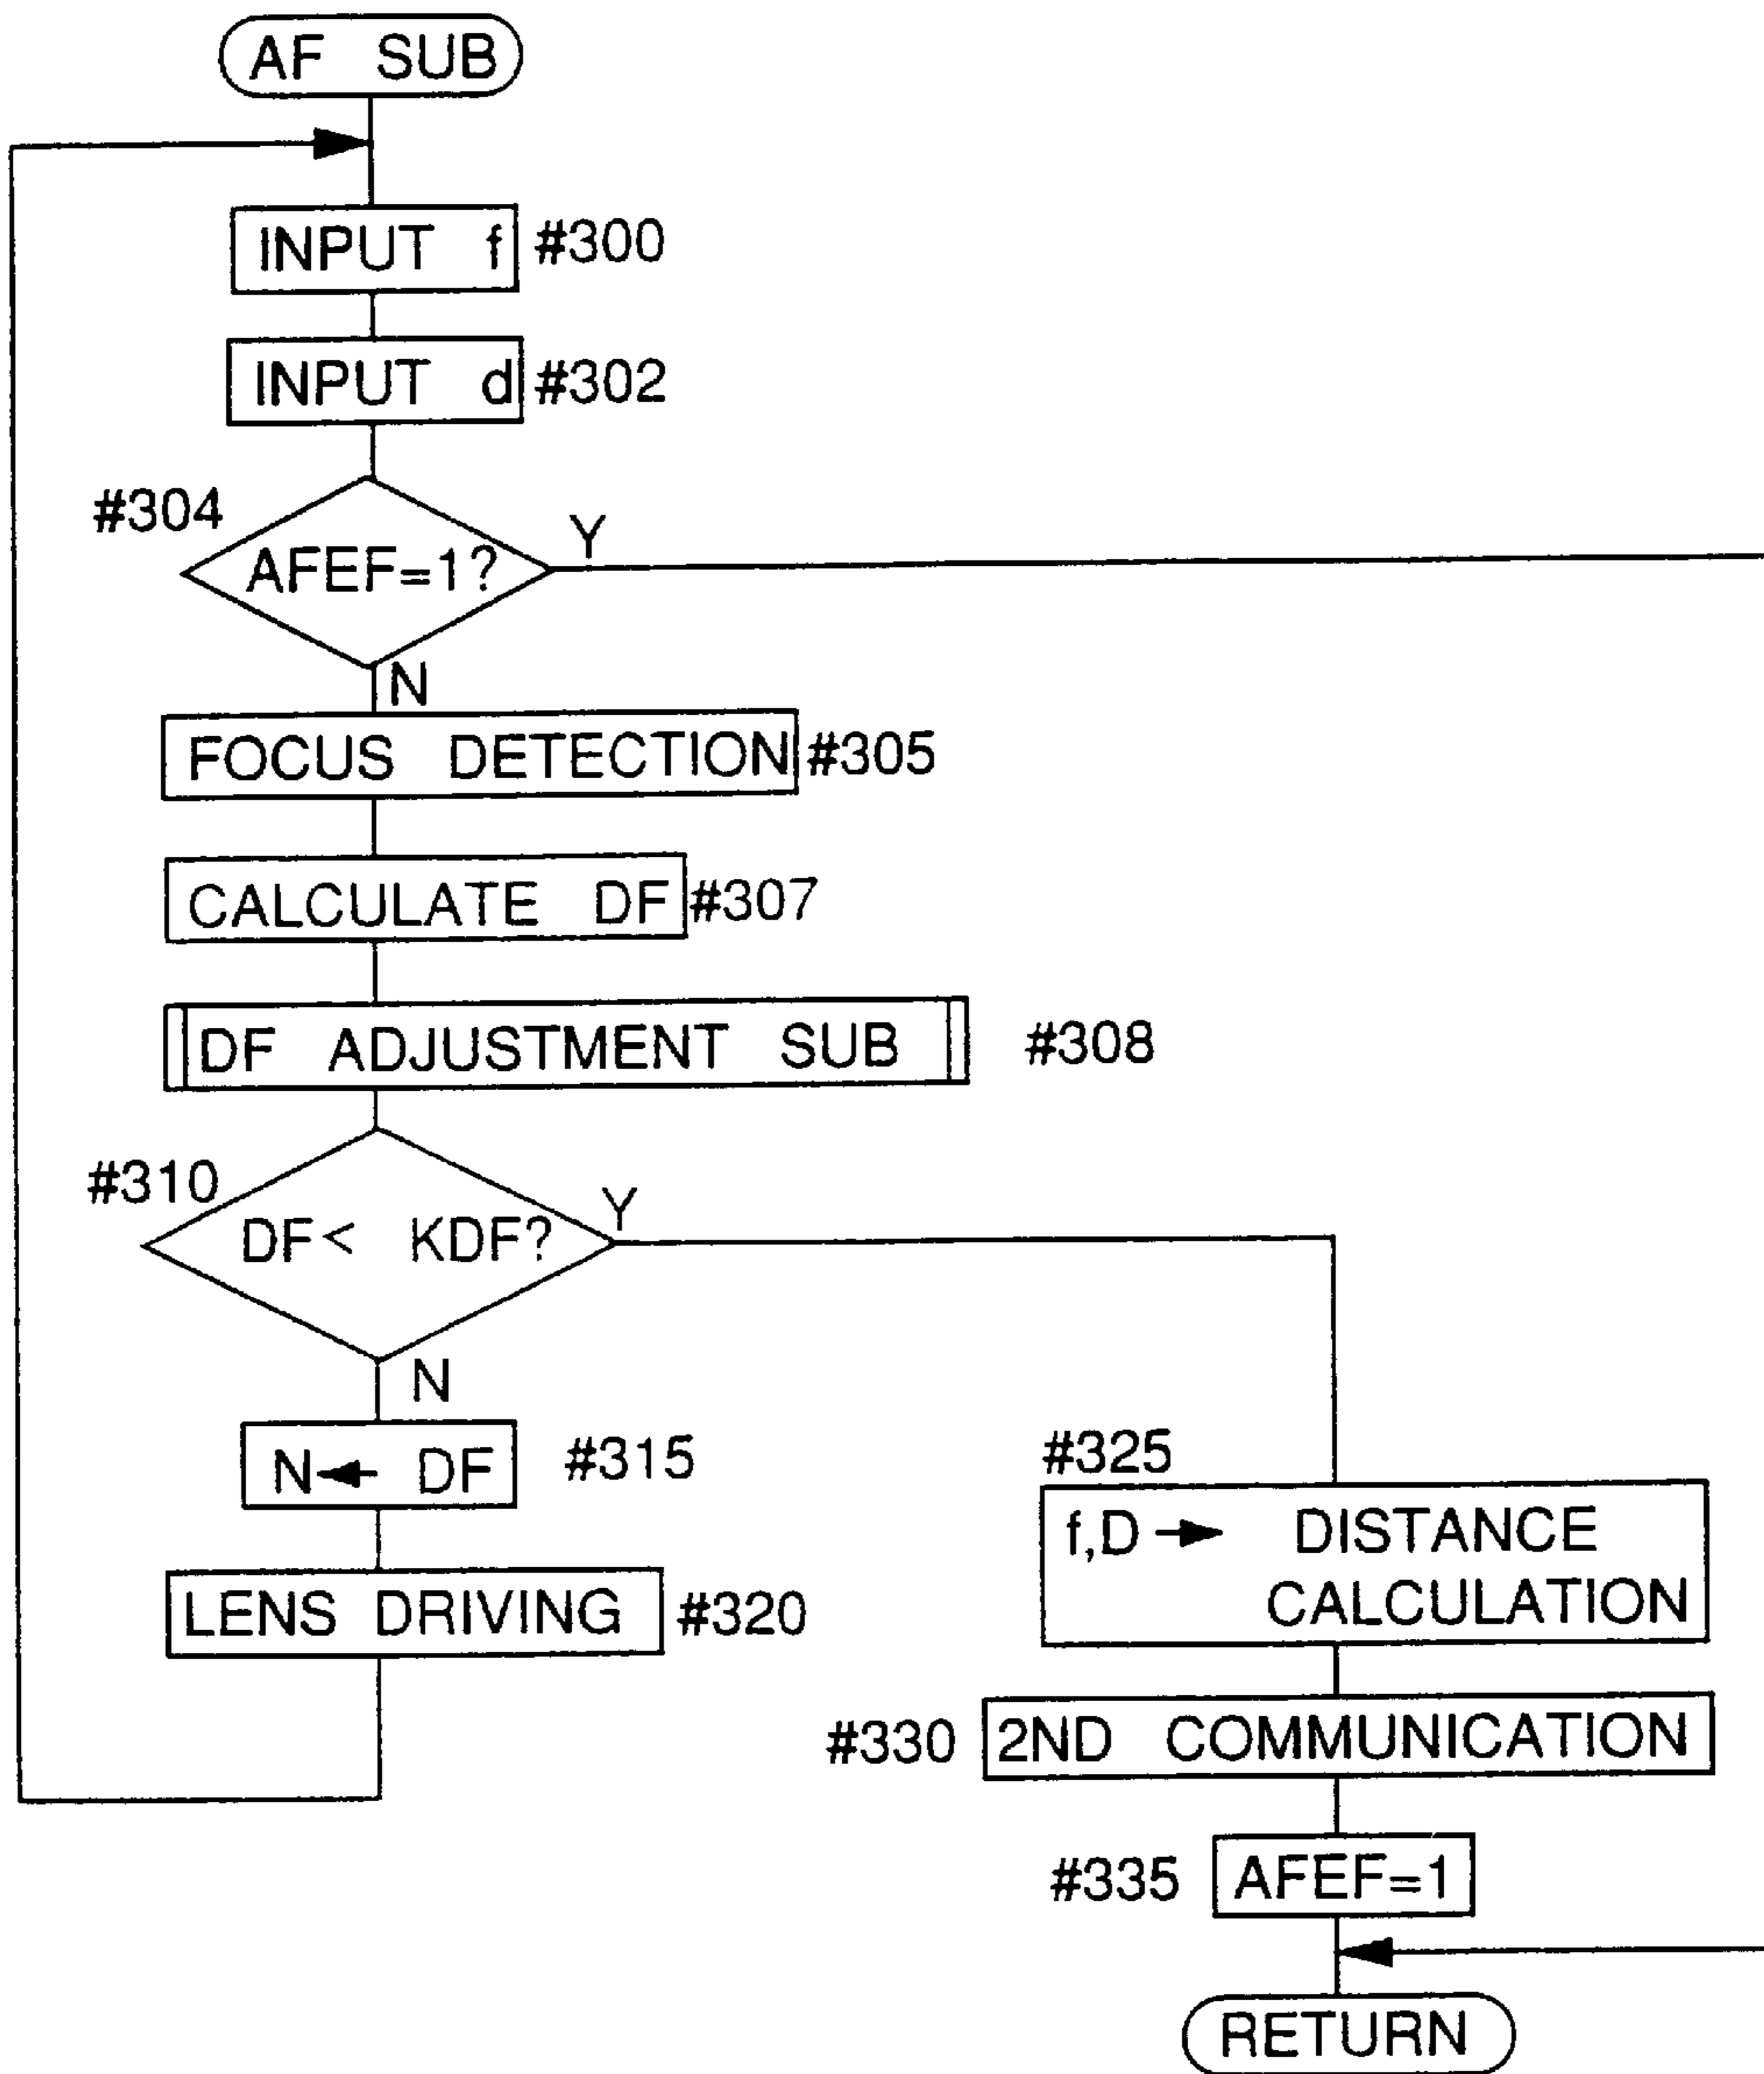 AF SUB
INPUT f #300
INPUT d #302
#304
AFEF=1?
Y
N
FOCUS DETECTION #305
CALCULATE DF #307
DF ADJUSTMENT SUB #308
#310
DF< KDF?
Y
N
N← DF #315
LENS DRIVING #320
#325
f,D → DISTANCE
CALCULATION
#330 2ND COMMUNICATION
#335 AFEF=1
RETURN